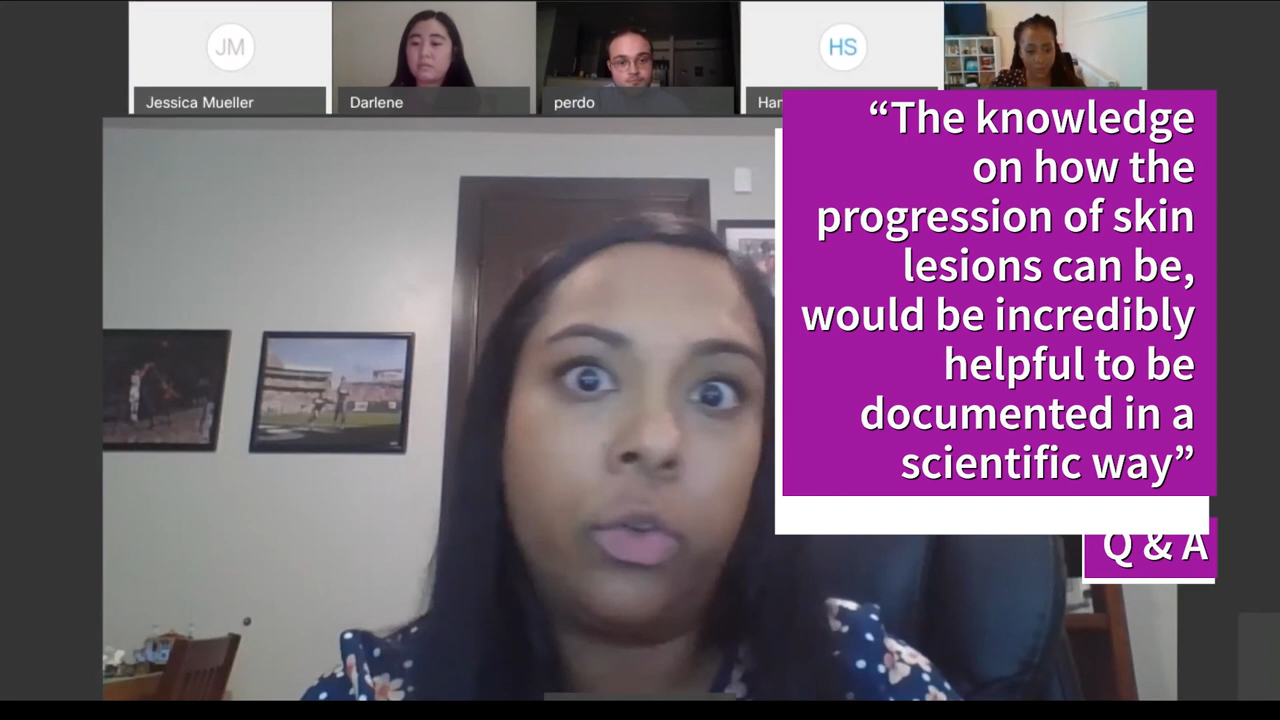 JM
HS
Jessica Mueller
Darlene
perdo
“The knowledge
on how the
progression of skin
lesions can be,
would be incredibly
helpful to be
documented in a
scientific way”
Q & A